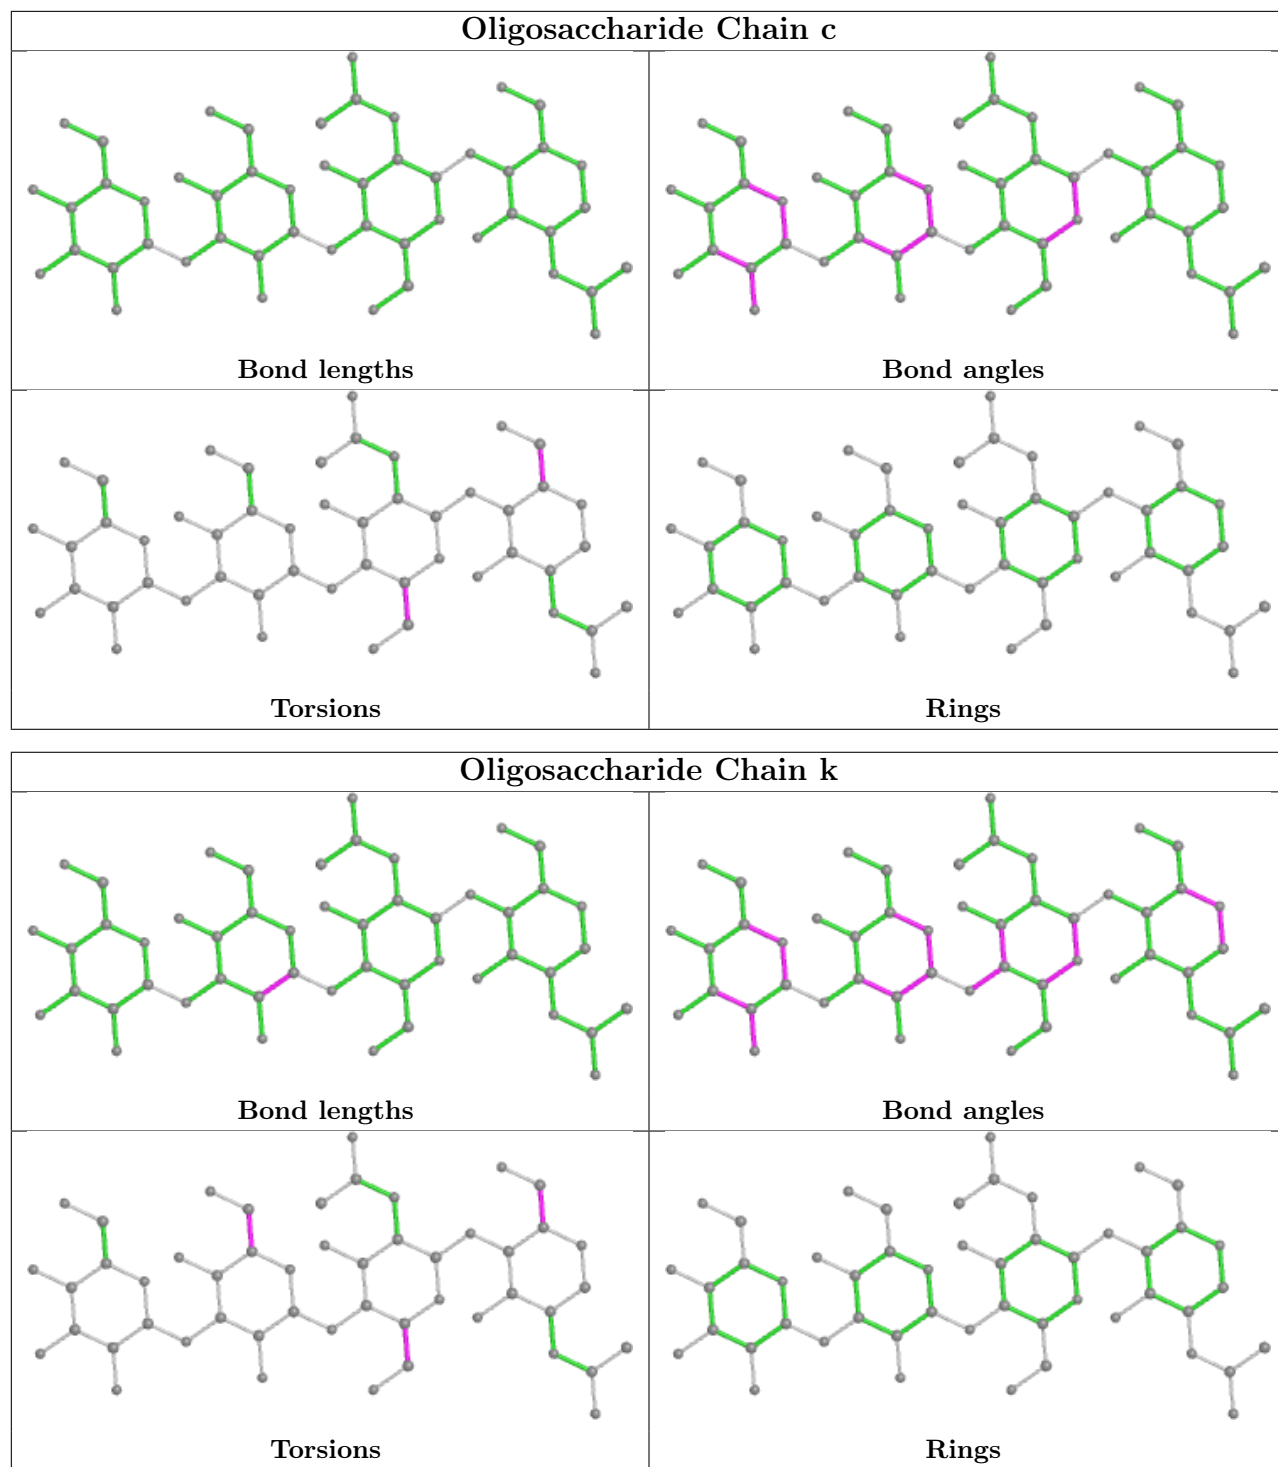 Oligosaccharide Chain c
Bond lengths
Bond angles
Torsions
Rings
Oligosaccharide Chain k
Bond lengths
Bond angles
Torsions
Rings